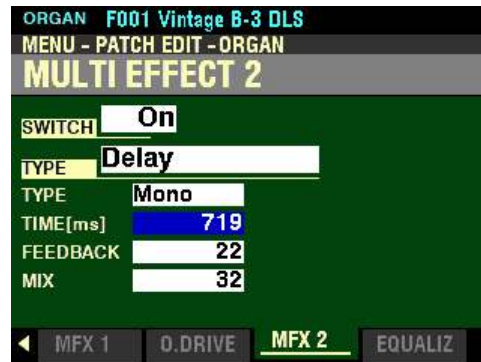 ORGAN F001 Vintage B-3 DLS
MENU - PATCH EDIT - ORGAN
MULTI EFFECT 2
SWITCH On
TYPE Delay
TYPE Mono
TIME[ms] 719
FEEDBACK 22
MIX 32
MFX 1 O.DRIVE MFX 2 EQUALIZ